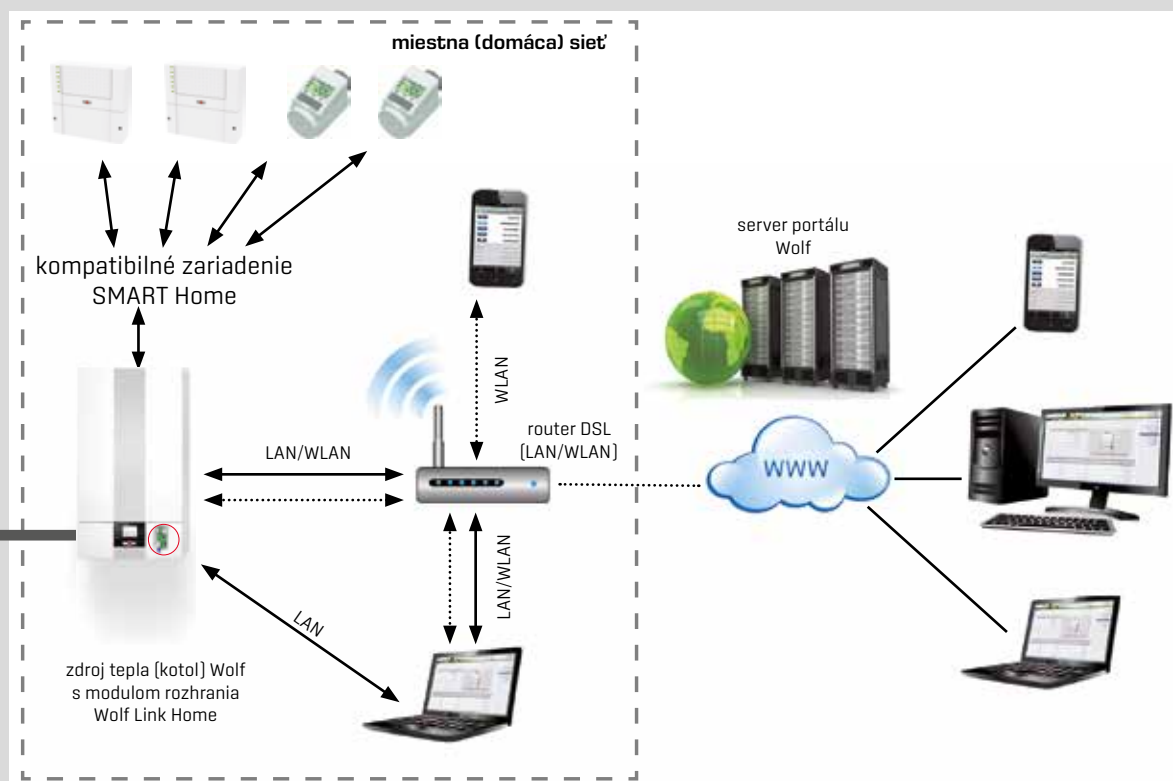 miestna (domáca) sieť
kompatibilné zariadenie
SMART Home
server portálu
Wolf
WLAN
router DSL
(LAN/WLAN)
LAN/WLAN
WWW
LAN/WLAN
LAN
zdroj tepla (kotol) Wolf
s modulom rozhrania
Wolf Link Home